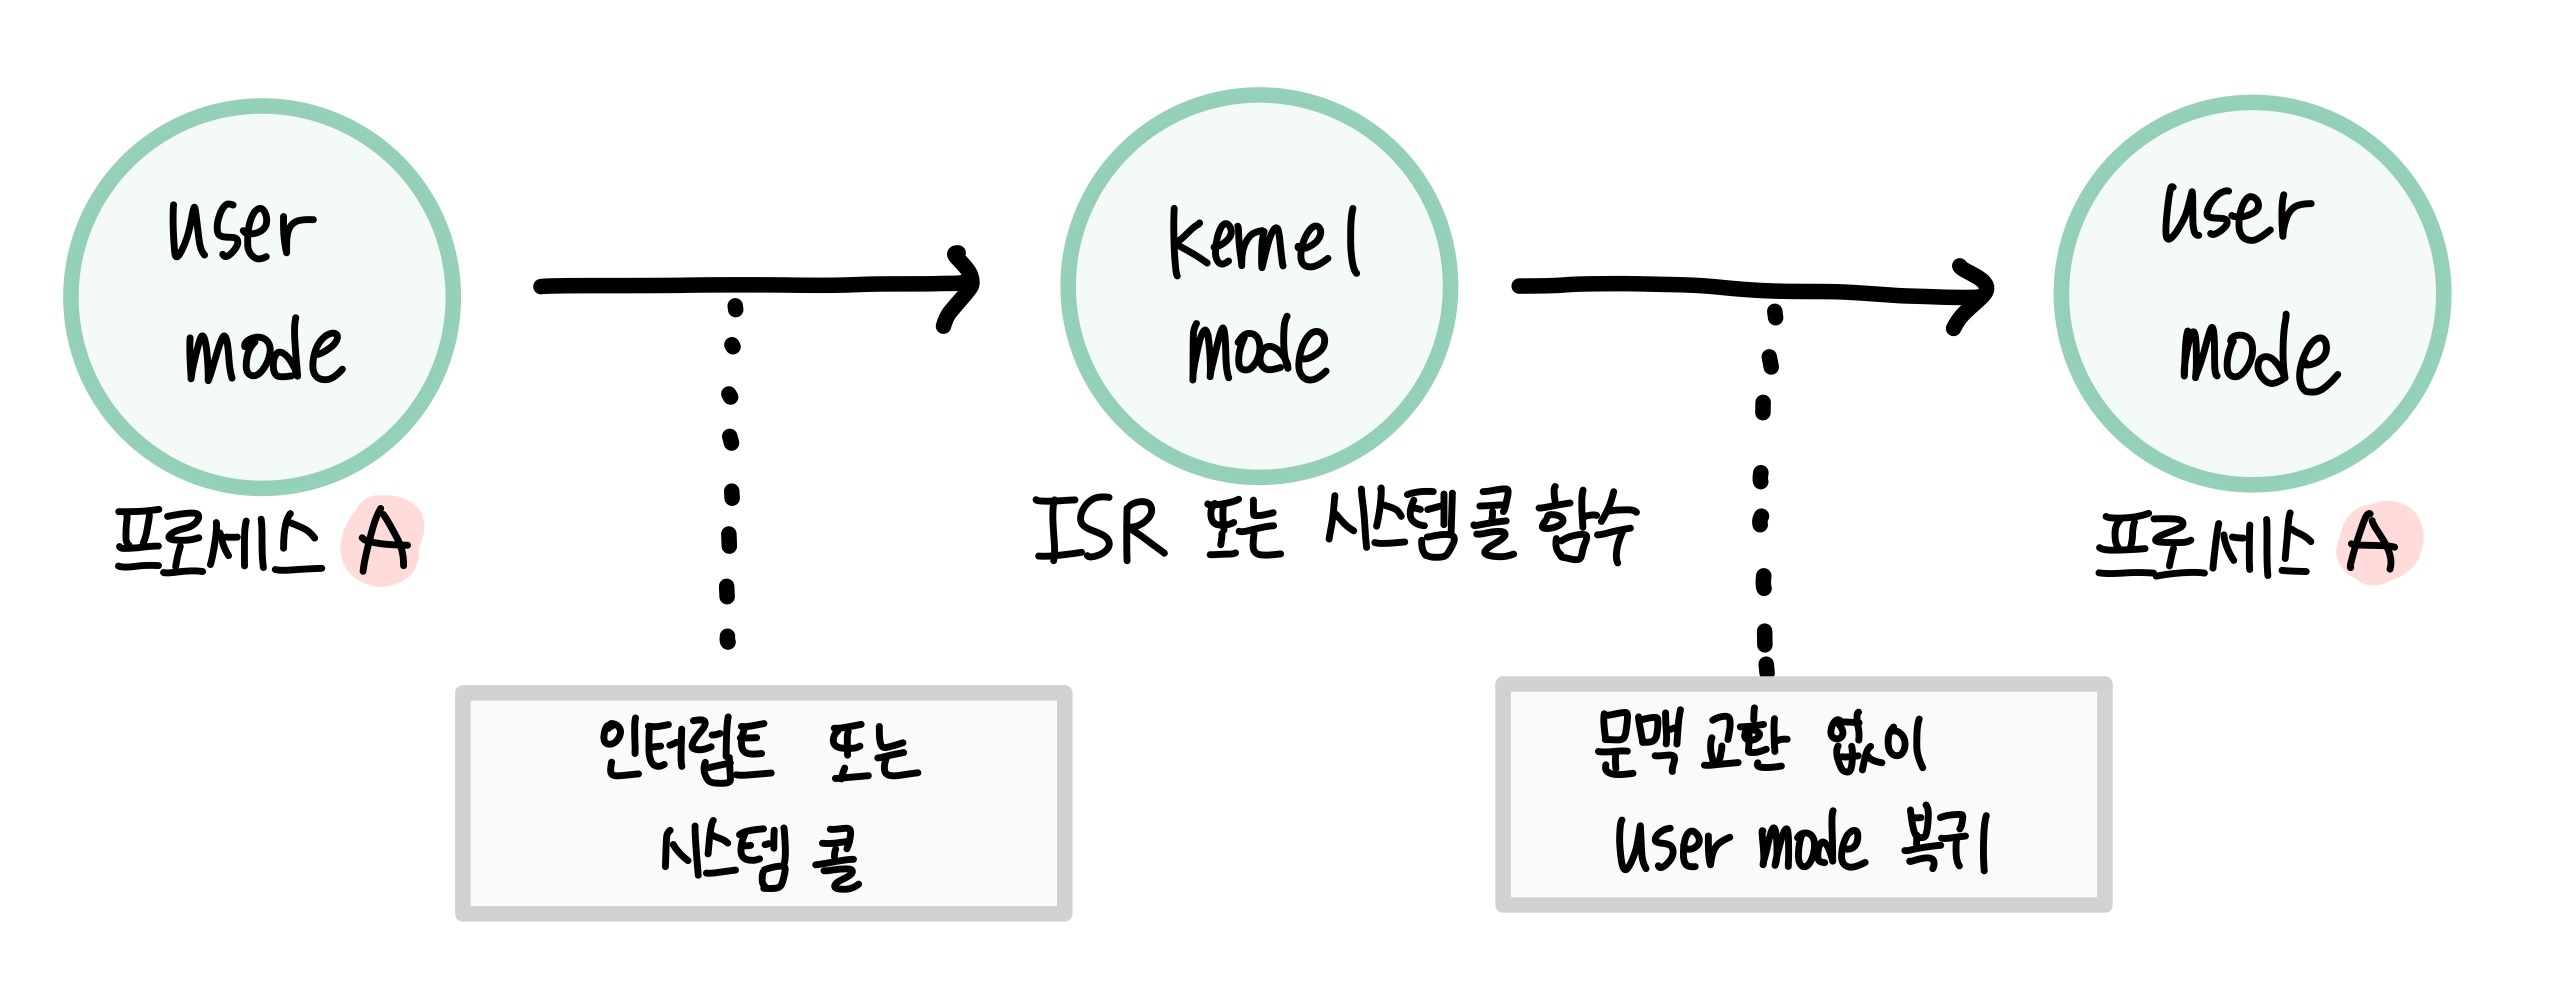 user
mode
프로세스 A
인터럽트 또는
시스템 콜
kernel
mode
ISR 또는 시스템콜 함수
문맥 교환 없이
user mode 복귀
user
mode
프로세스 A